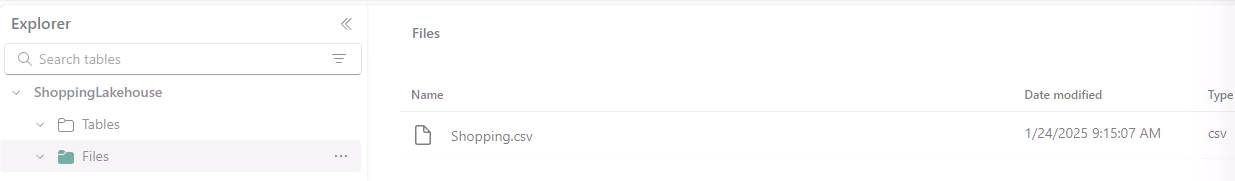 Explorer
Search tables
ShoppingLakehouse
Tables
Files
Files
Name Date modified Type
Shopping.csv 1/24/2025 9:15:07 AM csv